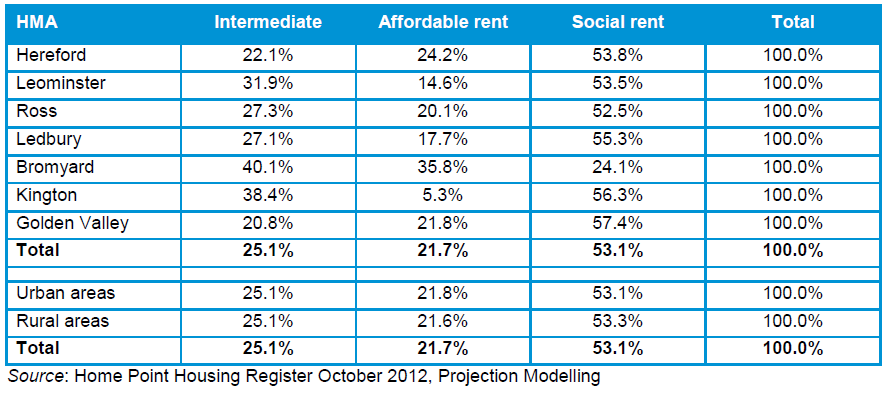 HMA Intermediate Affordable rent Social rent Total
Hereford 22.1% 24.2% 53.8% 100.0%
Leominster 31.9% 14.6% 53.5% 100.0%
Ross 27.3% 20.1% 52.5% 100.0%
Ledbury 27.1% 17.7% 55.3% 100.0%
Bromyard 40.1% 35.8% 24.1% 100.0%
Kington 38.4% 5.3% 56.3% 100.0%
Golden Valley 20.8% 21.8% 57.4% 100.0%
Total 25.1% 21.7% 53.1% 100.0%
Urban areas 25.1% 21.8% 53.1% 100.0%
Rural areas 25.1% 21.6% 53.3% 100.0%
Total 25.1% 21.7% 53.1% 100.0%
Source: Home Point Housing Register October 2012, Projection Modelling